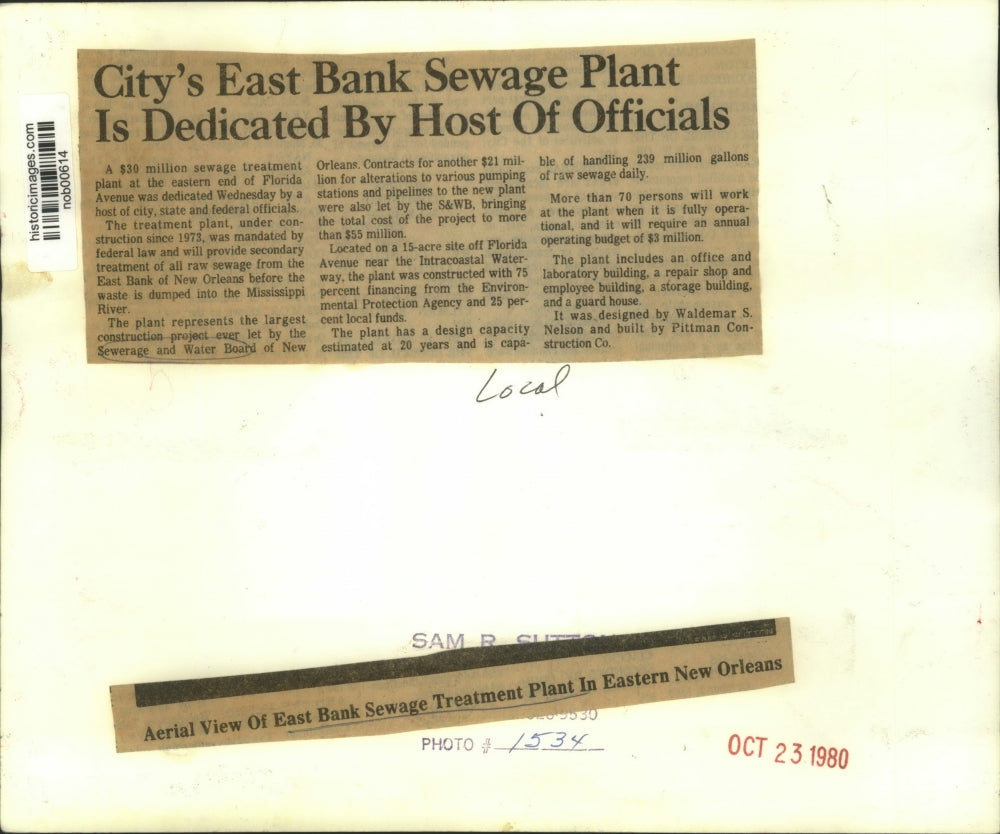 City's East Bank Sewage Plant
Is Dedicated By Host Of Officials
A $30 million sewage treatment
plant at the eastern end of Florida
Avenue was dedicated Wednesday by a
host of city, state and federal officials.
The treatment plant, under con-
struction since 1973, was mandated by
federal law and will provide secondary
treatment of all raw sewage from the
East Bank of New Orleans before the
waste is dumped into the Mississippi
River.
The plant represents the largest
construction project ever let by the
Sewerage and Water Board of New
Orleans. Contracts for another $21 mil-
lion for alterations to various pumping
stations and pipelines to the new plant
were also let by the S&WB, bringing
the total cost of the project to more
than $55 million.
Located on a 15-acre site off Florida
Avenue near the Intracoastal Water-
way, the plant was constructed with 75
percent financing from the Environ-
mental Protection Agency and 25 per-
cent local funds.
The plant has a design capacity
estimated at 20 years and is capa-
ble of handling 239 million gallons
of raw sewage daily.
More than 70 persons will work
at the plant when it is fully opera-
tional, and it will require an annual
operating budget of $3 million.
The plant includes an office and
laboratory building, a repair shop and
employee building, a storage building,
and a guard house.
It was designed by Waldemar S.
Nelson and built by Pittman Con-
struction Co.
historicimages.com
nob00614
Local
SAM R. SUTTON
Aerial View Of East Bank Sewage Treatment Plant In Eastern New Orleans
9530
PHOTO # 1534
OCT 23 1980